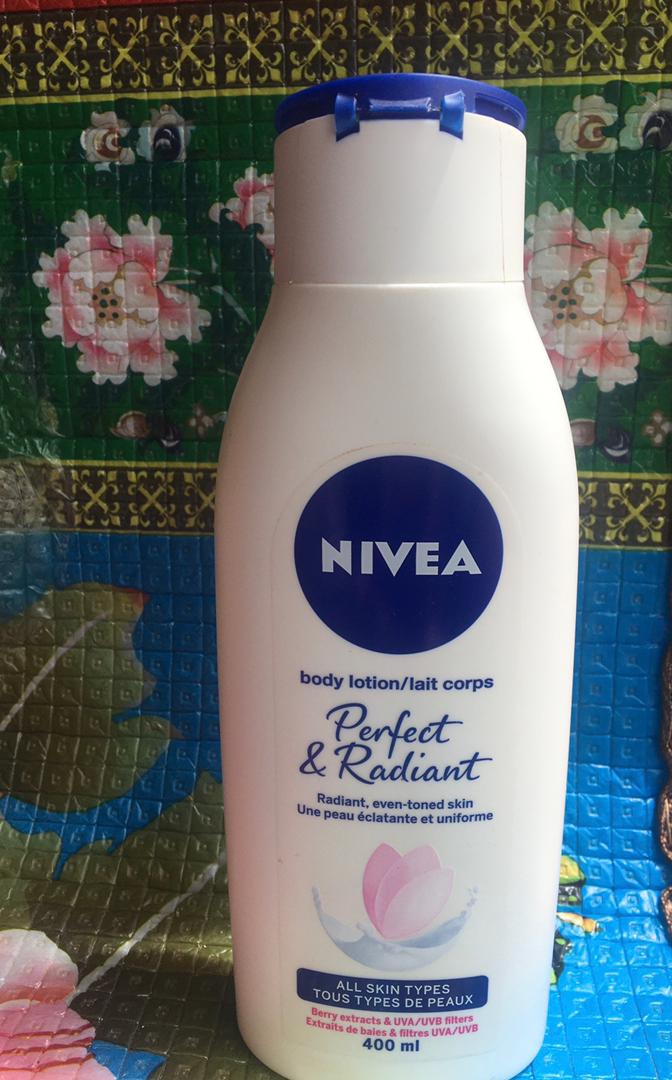 NIVEA
body lotion/lait corps
Perfect
& Radiant
Radiant, even-toned skin
Une peau éclatante et uniforme
ALL SKIN TYPES
TOUS TYPES DE PEAUX
Berry extracts & UVA/UVB filters
Extraits de baies & filtres UVA/UVB
400 ml